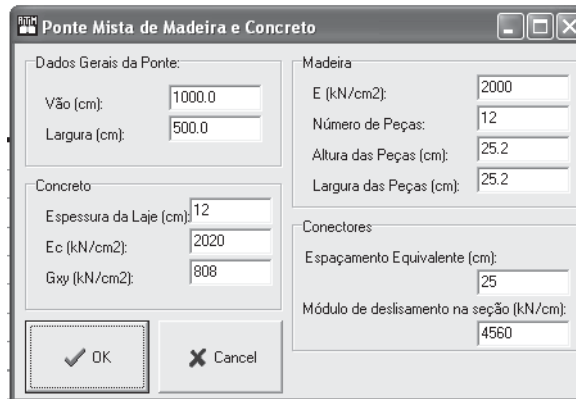 Ponte Mista de Madeira e Concreto
Dados Gerais da Ponte:
Vão (cm): 1000.0
Largura (cm): 500.0
Concreto
Espessura da Laje (cm): 12
Ec (kN/cm2): 2020
Gxy (kN/cm2): 808
OK
Cancel
Madeira
E (kN/cm2): 2000
Número de Peças: 12
Altura das Peças (cm): 25.2
Largura das Peças (cm): 25.2
Conectores
Espaçamento Equivalente (cm):
25
Módulo de deslisamento na seção (kN/cm):
4560